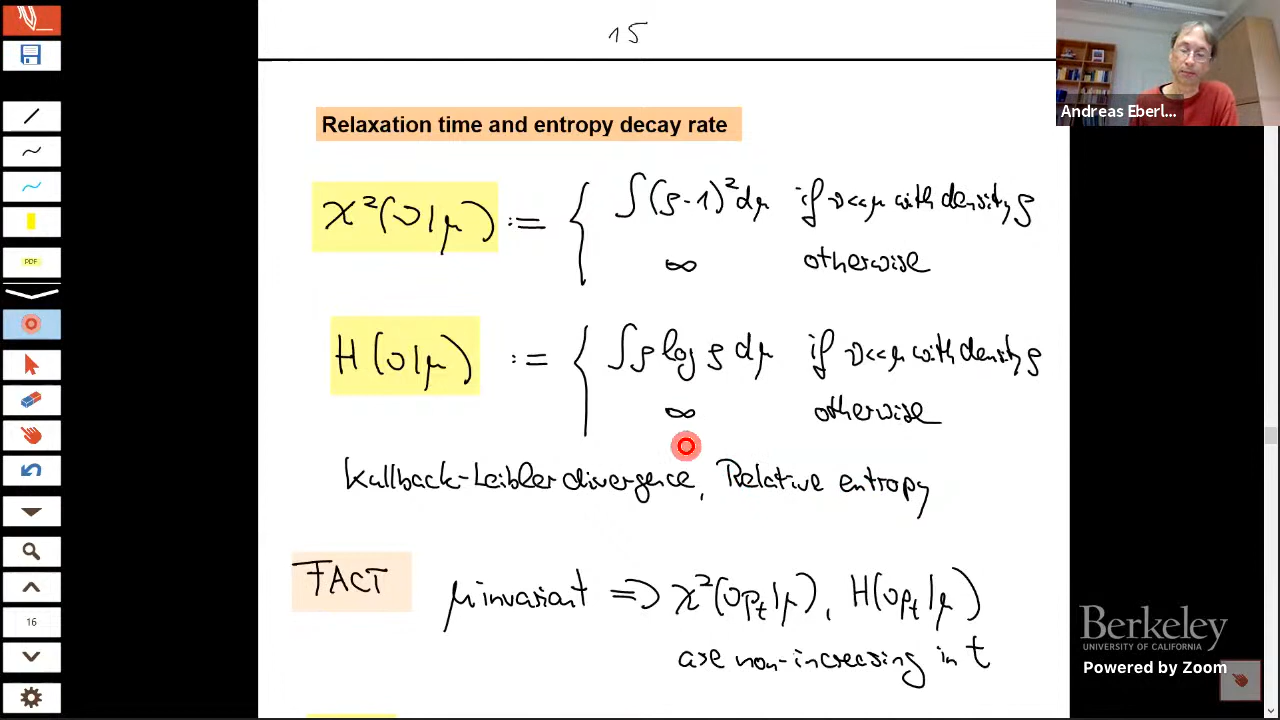 15
Andreas Eberl...
Relaxation time and entropy decay rate
χ²(ν|μ) := { ∫(ρ-1)²dμ if ν<<μ with density ρ
∞ otherwise
H(ν|μ) := { ∫ρ log ρ dμ if ν<<μ with density ρ
∞ otherwise
Kullback-Leibler divergence, Relative entropy
FACT μ invariant ⇒ χ²(νp_t|μ), H(νp_t|μ)
are non-increasing in t
PDF
16
Berkeley
UNIVERSITY OF CALIFORNIA
Powered by Zoom